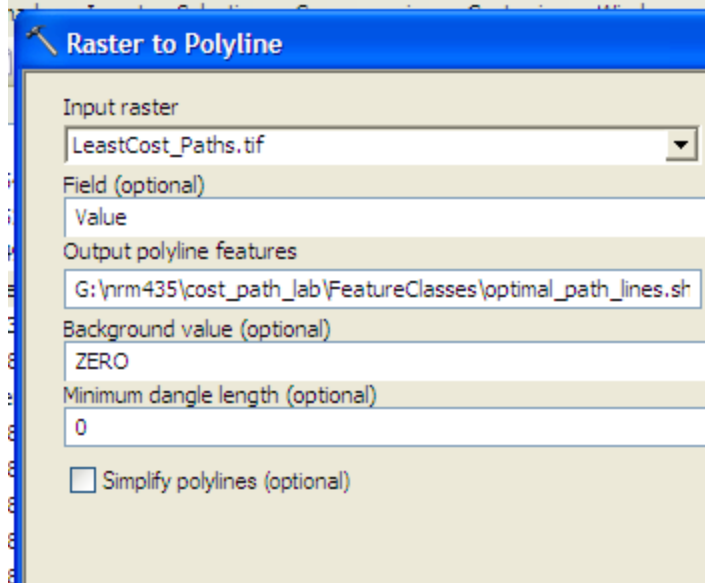 Raster to Polyline
Input raster
LeastCost_Paths.tif
Field (optional)
Value
Output polyline features
G:\nrm435\cost_path_lab\FeatureClasses\optimal_path_lines.sh
Background value (optional)
ZERO
Minimum dangle length (optional)
0
Simplify polylines (optional)